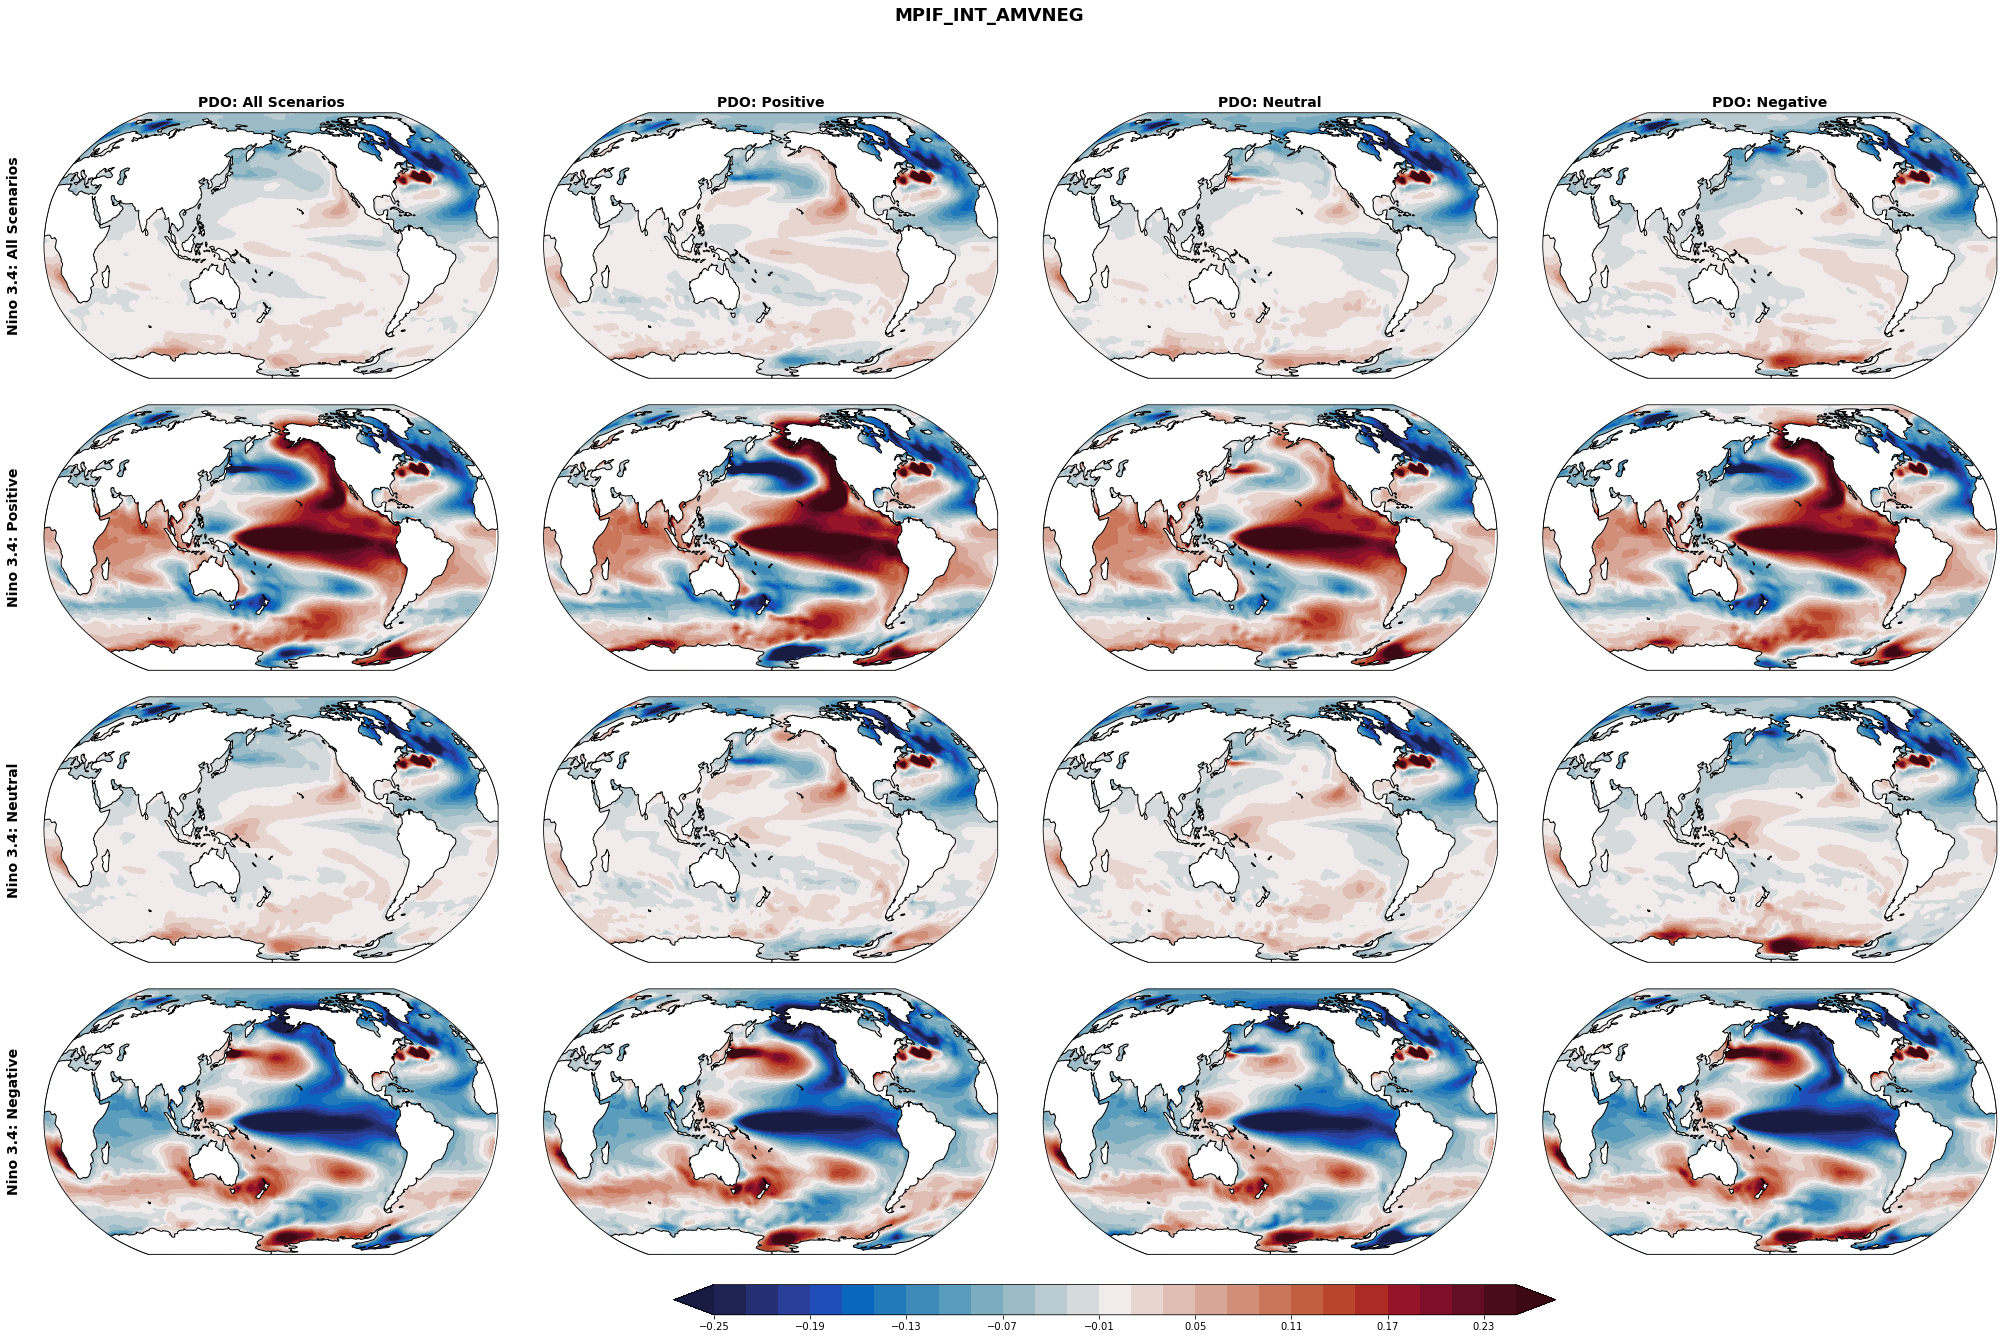 MPIF_INT_AMVNEG
PDO: All Scenarios
PDO: Positive
PDO: Neutral
PDO: Negative
Nino 3.4: All Scenarios
Nino 3.4: Positive
Nino 3.4: Neutral
Nino 3.4: Negative
−0.25 −0.19 −0.13 −0.07 −0.01 0.05 0.11 0.17 0.23